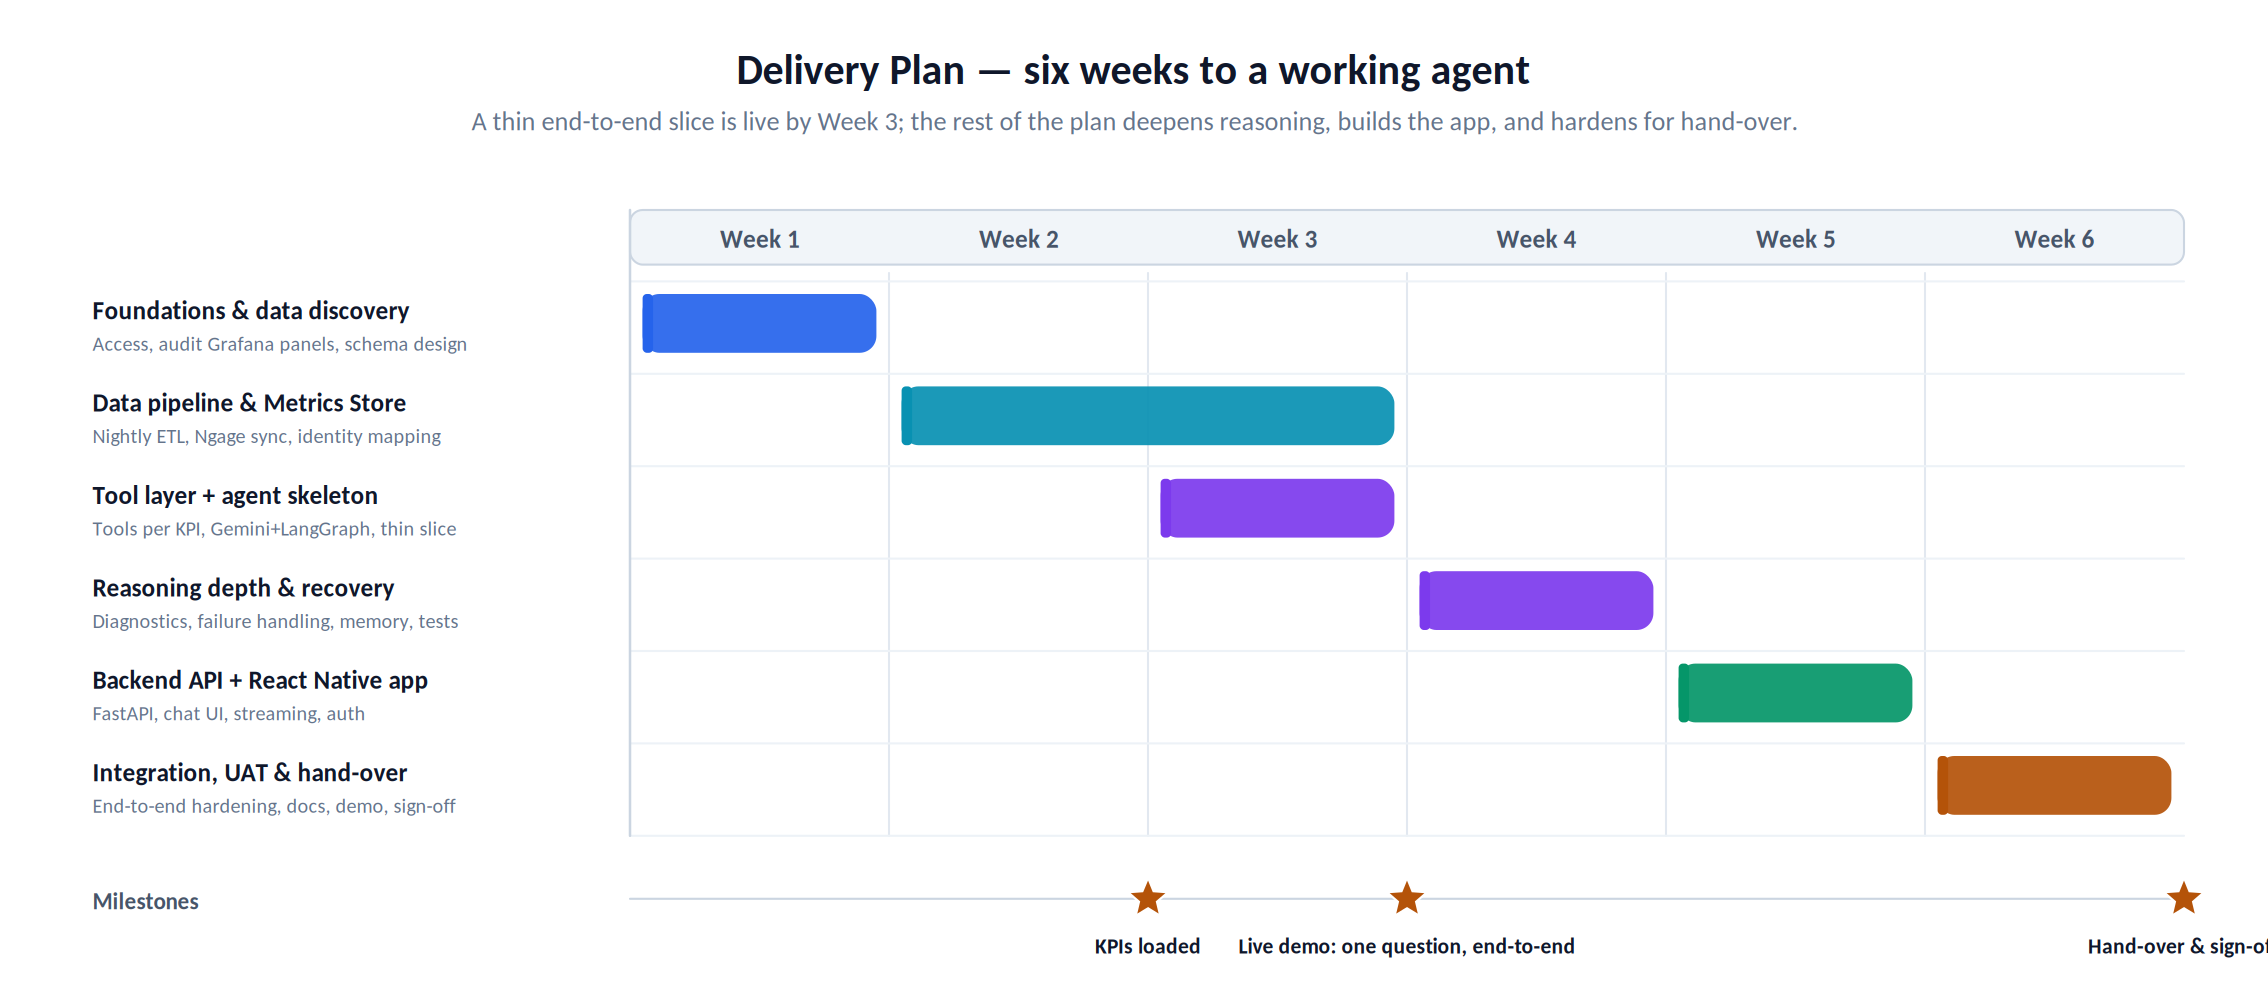 Delivery Plan — six weeks to a working agent
A thin end-to-end slice is live by Week 3; the rest of the plan deepens reasoning, builds the app, and hardens for hand-over.
Week 1 Week 2 Week 3 Week 4 Week 5 Week 6
Foundations & data discovery
Access, audit Grafana panels, schema design
Data pipeline & Metrics Store
Nightly ETL, Ngage sync, identity mapping
Tool layer + agent skeleton
Tools per KPI, Gemini+LangGraph, thin slice
Reasoning depth & recovery
Diagnostics, failure handling, memory, tests
Backend API + React Native app
FastAPI, chat UI, streaming, auth
Integration, UAT & hand-over
End-to-end hardening, docs, demo, sign-off
Milestones
KPIs loaded Live demo: one question, end-to-end Hand-over & sign-of